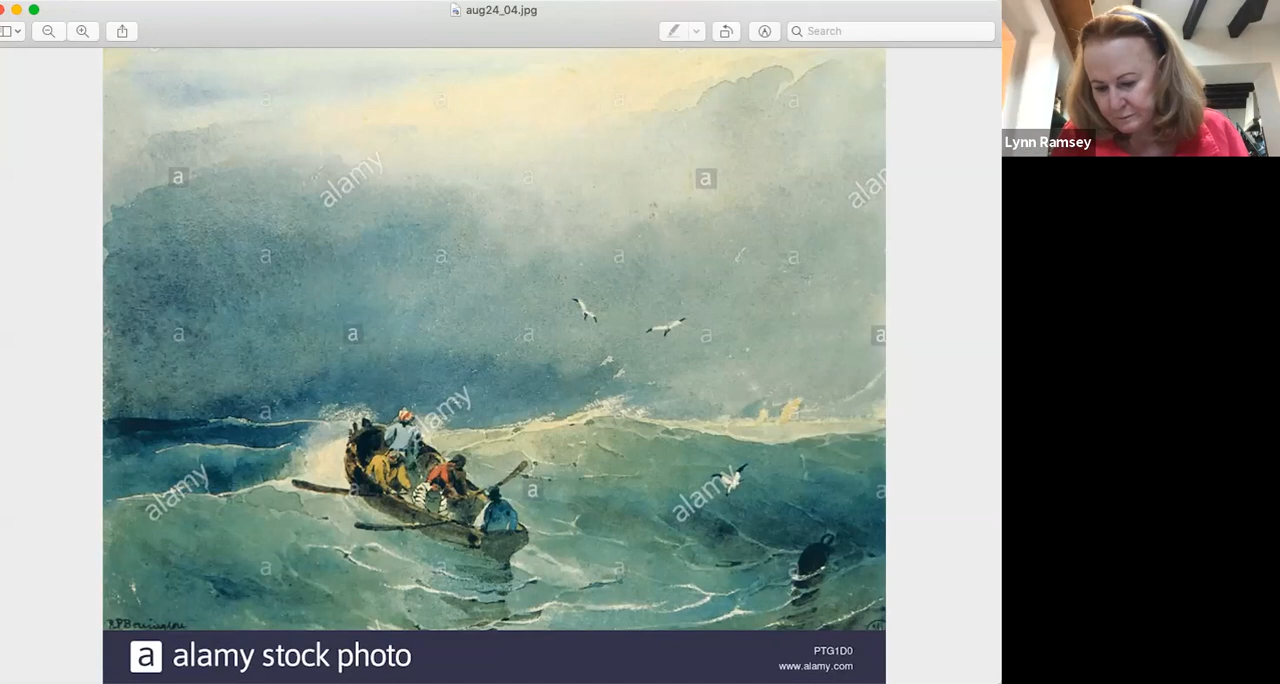 aug24_04.jpg
Search
Lynn Ramsey
a a a a
alamy
a a a alamy
a a a a
a a a a a
a alamy
alamy a alamy a
a a
R P Bonington
a alamy stock photo
PTG1D0
www.alamy.com